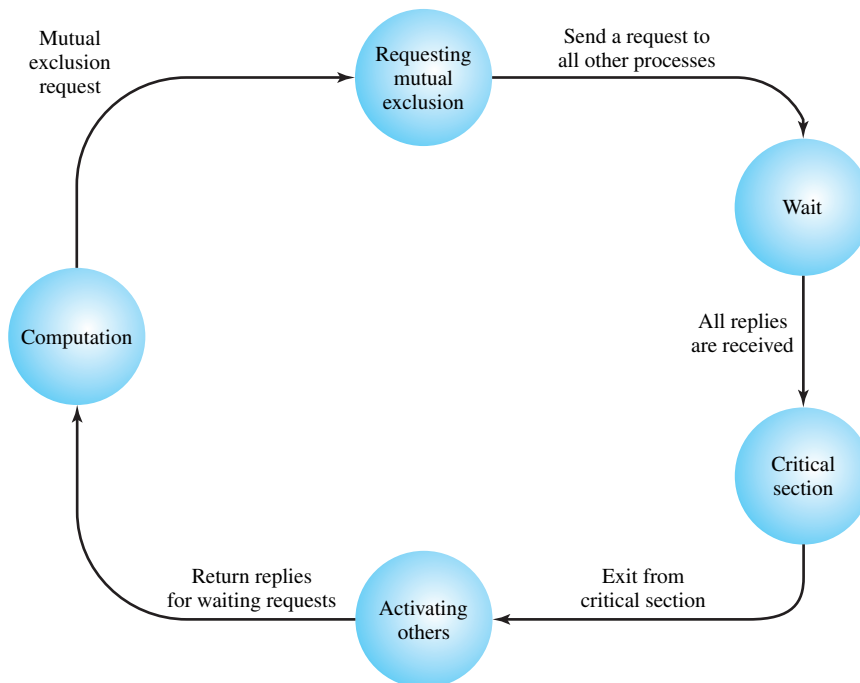 Mutual
exclusion
request
Requesting
mutual
exclusion
Send a request to
all other processes
Wait
All replies
are received
Critical
section
Exit from
critical section
Activating
others
Return replies
for waiting requests
Computation